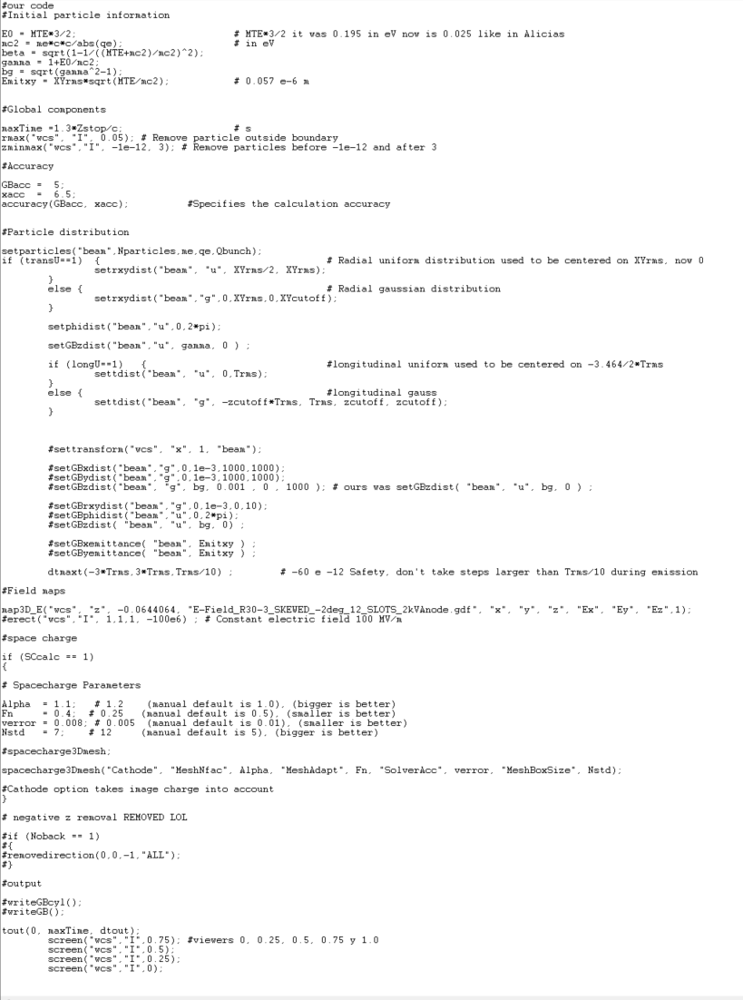 #our code
#Initial particle information
E0 = MTE*3/2; # MTE*3/2 it was 0.195 in eV now is 0.025 like in Alicias
mc2 = me*c*c/abs(qe); # in eV
beta = sqrt(1-1/((MTE+mc2)/mc2)^2);
gamma = 1+E0/mc2;
bg = sqrt(gamma^2-1);
Emitxy = XYrms*sqrt(MTE/mc2); # 0.057 e-6 m
#Global components
maxTime =1.3*Zstop/c; # s
rmax("wcs", "I", 0.05); # Remove particle outside boundary
zminmax("wcs","I", -1e-12, 3); # Remove particles before -1e-12 and after 3
#Accuracy
GBacc = 5;
xacc = 6.5;
accuracy(GBacc, xacc); #Specifies the calculation accuracy
#Particle distribution
setparticles("beam",Nparticles,me,qe,Qbunch);
if (transU==1) { # Radial uniform distribution used to be centered on XYrms, now 0
setrxydist("beam", "u", XYrms/2, XYrms);
}
else { # Radial gaussian distribution
setrxydist("beam","g",0,XYrms,0,XYcutoff);
}
setphidist("beam","u",0,2*pi);
setGBzdist("beam","u", gamma, 0 ) ;
if (longU==1) { #longitudinal uniform used to be centered on -3.464/2*Trms
settdist("beam", "u", 0,Trms);
}
else { #longitudinal gauss
settdist("beam", "g", -zcutoff*Trms, Trms, zcutoff, zcutoff);
}
#settransform("wcs", "x", 1, "beam");
#setGBxdist("beam","g",0,1e-3,1000,1000);
#setGBydist("beam","g",0,1e-3,1000,1000);
#setGBzdist("beam", "g", bg, 0.001 , 0 , 1000 ); # ours was setGBzdist( "beam", "u", bg, 0 ) ;
#setGBrxydist("beam","g",0,1e-3,0,10);
#setGBphidist("beam","u",0,2*pi);
#setGBzdist( "beam", "u", bg, 0) ;
#setGBxemittance( "beam", Emitxy ) ;
#setGByemittance( "beam", Emitxy ) ;
dtmaxt(-3*Trms,3*Trms,Trms/10) ; # -60 e -12 Safety, don't take steps larger than Trms/10 during emission
#Field maps
map3D_E("wcs", "z", -0.0644064, "E-Field_R30-3_SKEWED_-2deg_12_SLOTS_2kVAnode.gdf", "x", "y", "z", "Ex", "Ey", "Ez",1);
#erect("wcs","I", 1,1,1, -100e6) ; # Constant electric field 100 MV/m
#space charge
if (SCcalc == 1)
{
# Spacecharge Parameters
Alpha = 1.1; # 1.2 (manual default is 1.0), (bigger is better)
Fn = 0.4; # 0.25 (manual default is 0.5), (smaller is better)
verror = 0.008; # 0.005 (manual default is 0.01), (smaller is better)
Nstd = 7; # 12 (manual default is 5), (bigger is better)
#spacecharge3Dmesh;
spacecharge3Dmesh("Cathode", "MeshNfac", Alpha, "MeshAdapt", Fn, "SolverAcc", verror, "MeshBoxSize", Nstd);
#Cathode option takes image charge into account
}
# negative z removal REMOVED LOL
#if (Noback == 1)
#{
#removedirection(0,0,-1,"ALL");
#}
#output
#writeGBcyl();
#writeGB();
tout(0, maxTime, dtout);
screen("wcs","I",0.75); #viewers 0, 0.25, 0.5, 0.75 y 1.0
screen("wcs","I",0.5);
screen("wcs","I",0.25);
screen("wcs","I",0);